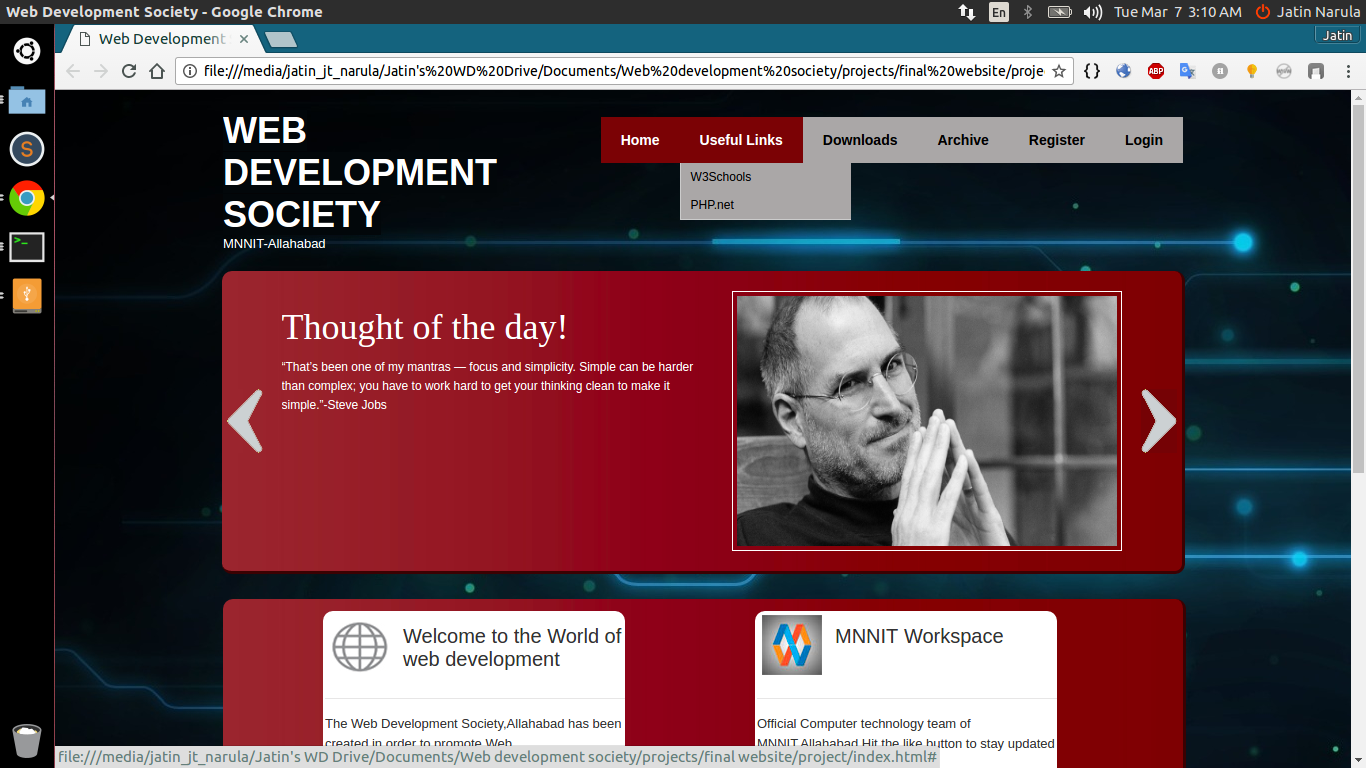 Web Development Society - Google Chrome
En
Tue Mar 7 3:10 AM
Jatin Narula
Web Development
Jatin
file:///media/jatin_jt_narula/Jatin's%20WD%20Drive/Documents/Web%20development%20society/projects/final%20website/proje
{}
ABP
S
>_
WEB
DEVELOPMENT
SOCIETY
MNNIT-Allahabad
Home
Useful Links
Downloads
Archive
Register
Login
W3Schools
PHP.net
Thought of the day!
“That's been one of my mantras — focus and simplicity. Simple can be harder
than complex; you have to work hard to get your thinking clean to make it
simple.”-Steve Jobs
Welcome to the World of
web development
The Web Development Society,Allahabad has been
created in order to promote Web
MNNIT Workspace
Official Computer technology team of
MNNIT Allahabad.Hit the like button to stay updated
file:///media/jatin_jt_narula/Jatin's WD Drive/Documents/Web development society/projects/final website/project/index.html#